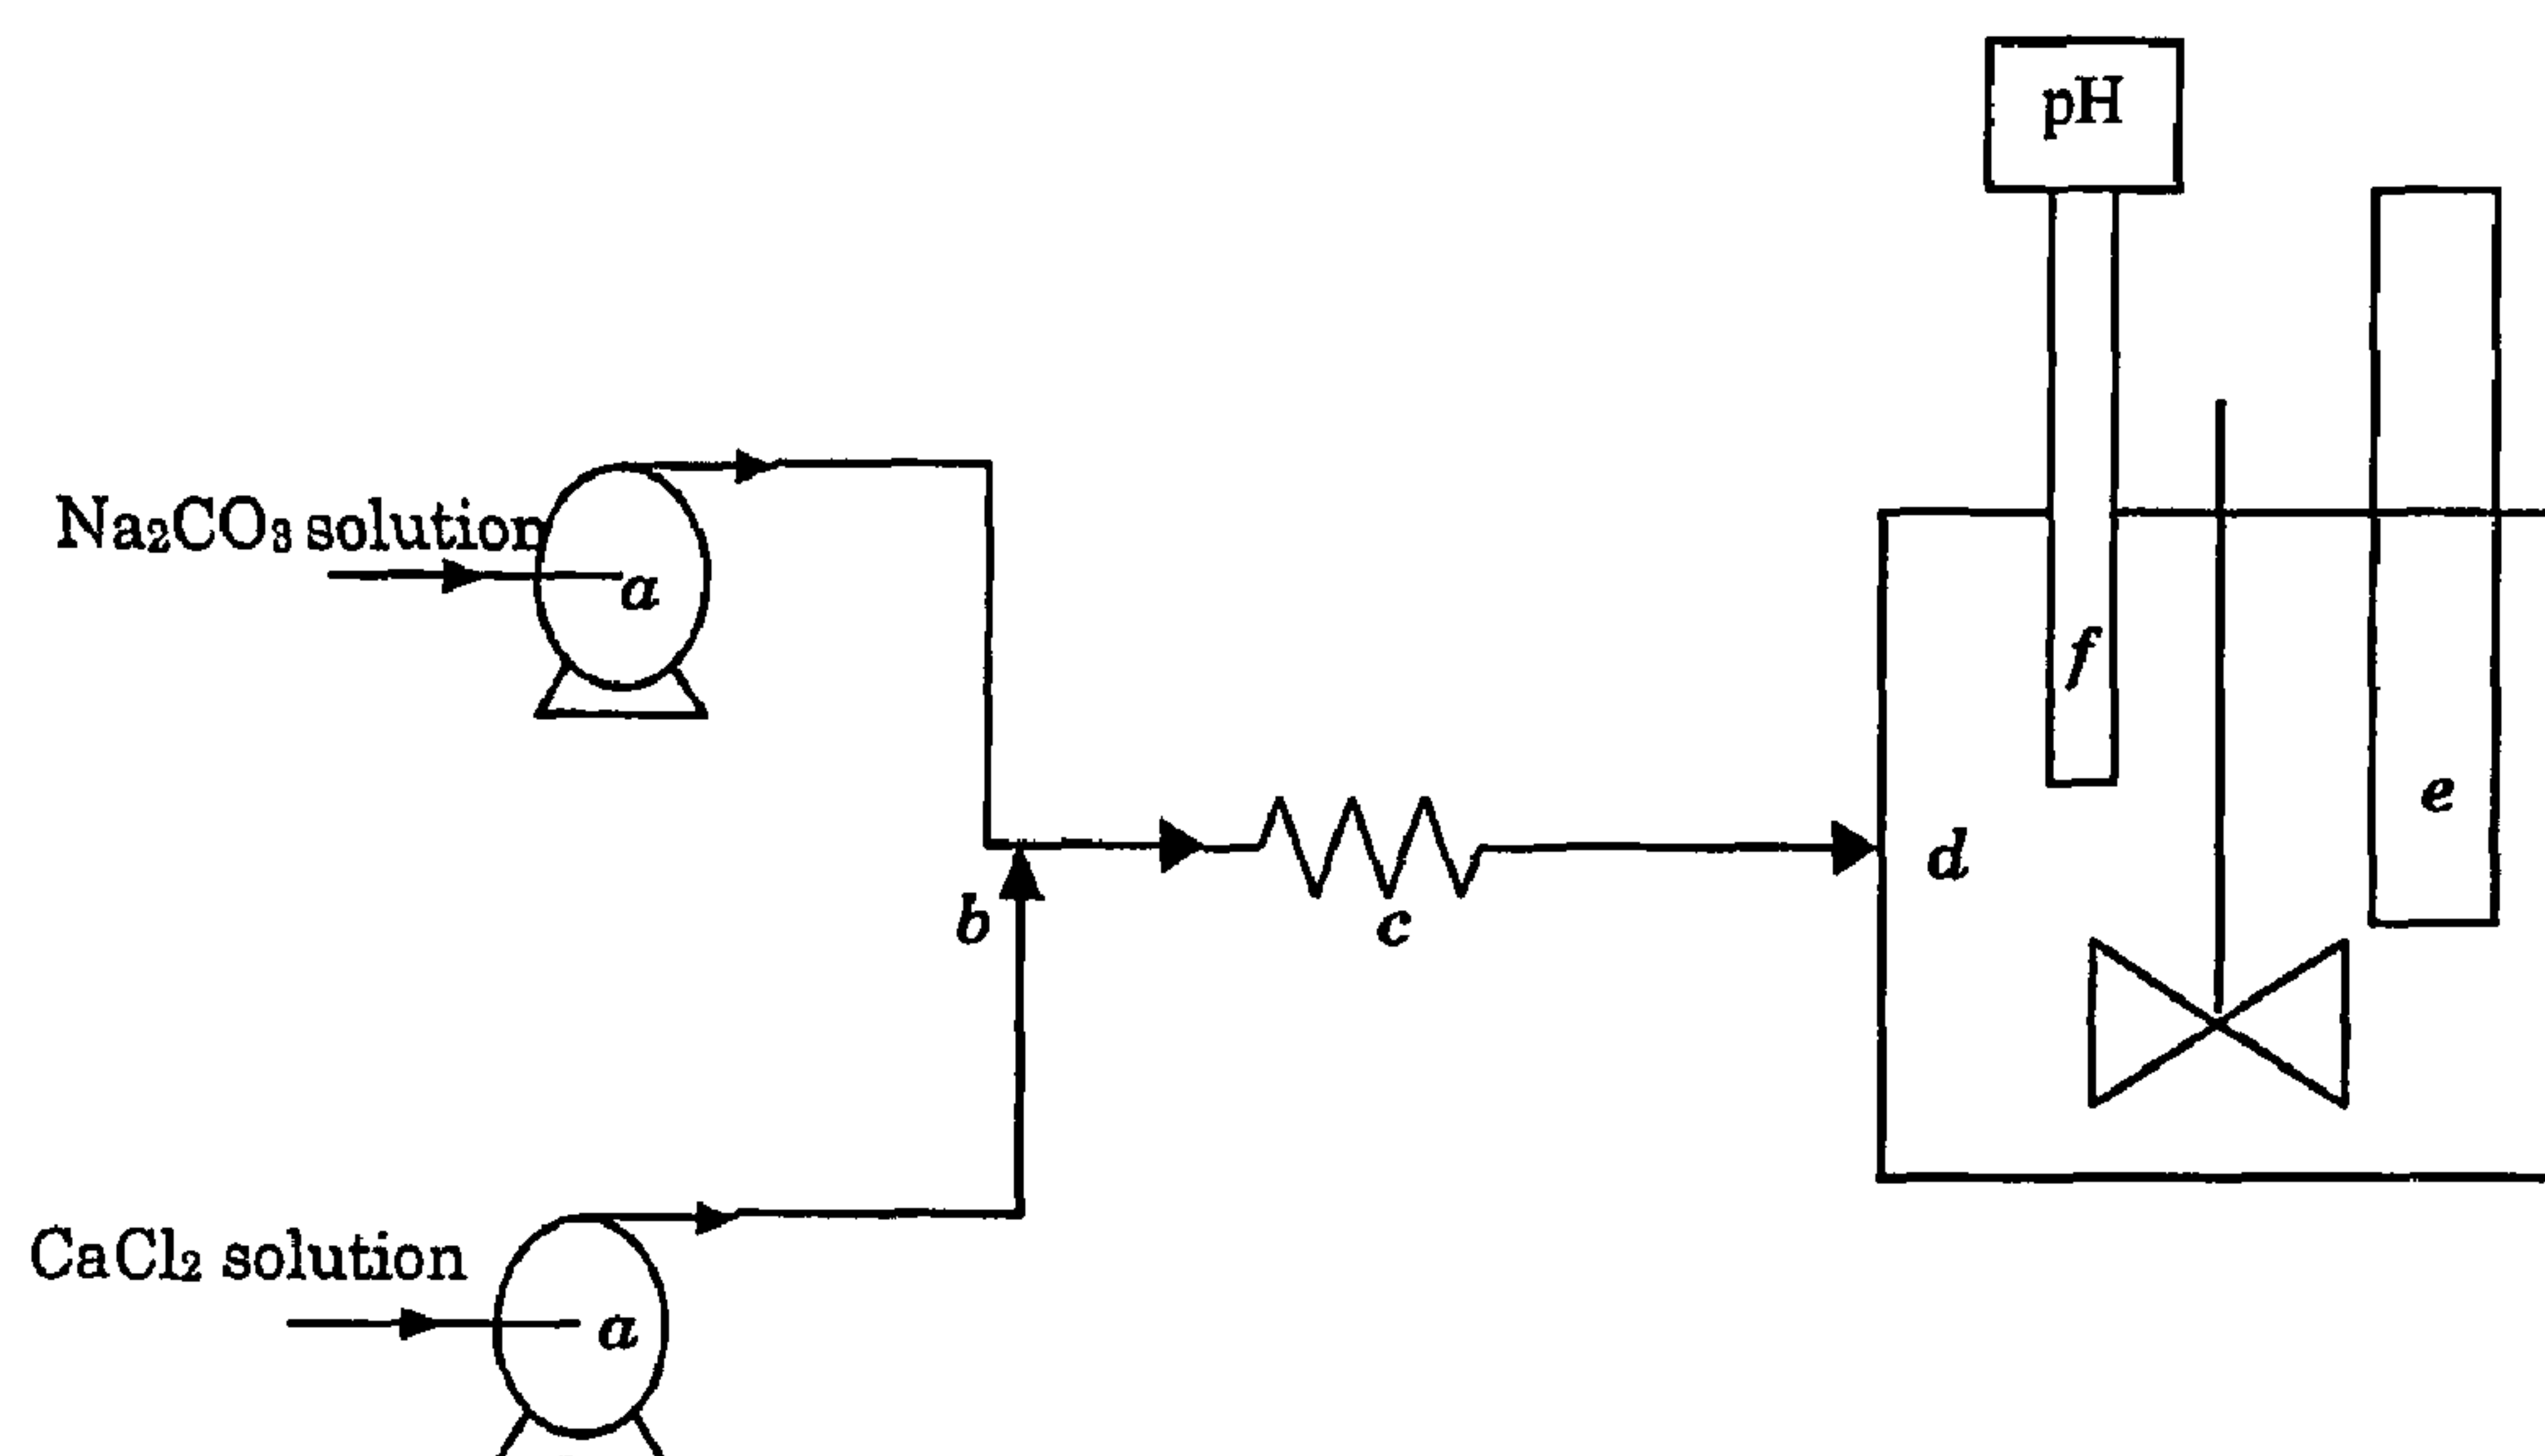 pH
Na₂CO₃ solution
a
f
e
d
b
c
CaCl₂ solution
a